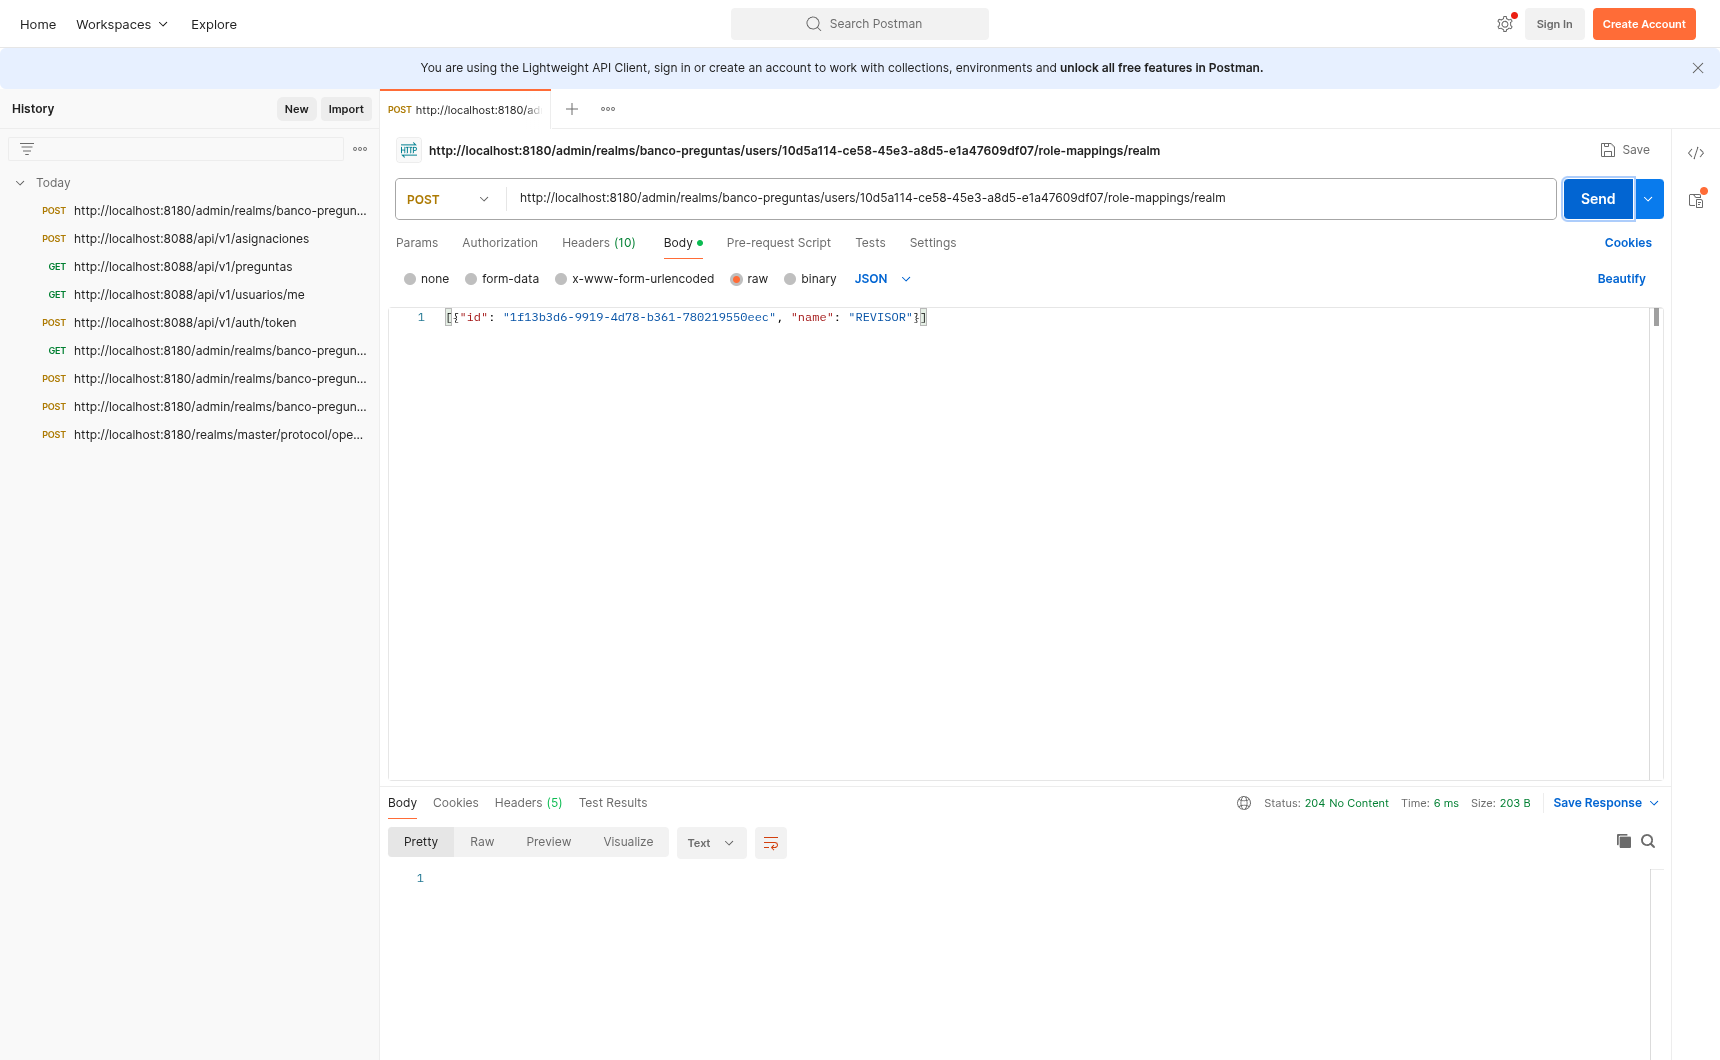 Home Workspaces Explore Search Postman Sign In Create Account
You are using the Lightweight API Client, sign in or create an account to work with collections, environments and unlock all free features in Postman.
History New Import
Today
POST http://localhost:8180/admin/realms/banco-pregun...
POST http://localhost:8088/api/v1/asignaciones
GET http://localhost:8088/api/v1/preguntas
GET http://localhost:8088/api/v1/usuarios/me
POST http://localhost:8088/api/v1/auth/token
GET http://localhost:8180/admin/realms/banco-pregun...
POST http://localhost:8180/admin/realms/banco-pregun...
POST http://localhost:8180/admin/realms/banco-pregun...
POST http://localhost:8180/realms/master/protocol/ope...
POST http://localhost:8180/ad
HTTP http://localhost:8180/admin/realms/banco-preguntas/users/10d5a114-ce58-45e3-a8d5-e1a47609df07/role-mappings/realm Save
POST http://localhost:8180/admin/realms/banco-preguntas/users/10d5a114-ce58-45e3-a8d5-e1a47609df07/role-mappings/realm Send
Params Authorization Headers (10) Body Pre-request Script Tests Settings Cookies
none form-data x-www-form-urlencoded raw binary JSON Beautify
1 [{"id": "1f13b3d6-9919-4d78-b361-780219550eec", "name": "REVISOR"}]
Body Cookies Headers (5) Test Results Status: 204 No Content Time: 6 ms Size: 203 B Save Response
Pretty Raw Preview Visualize Text
1